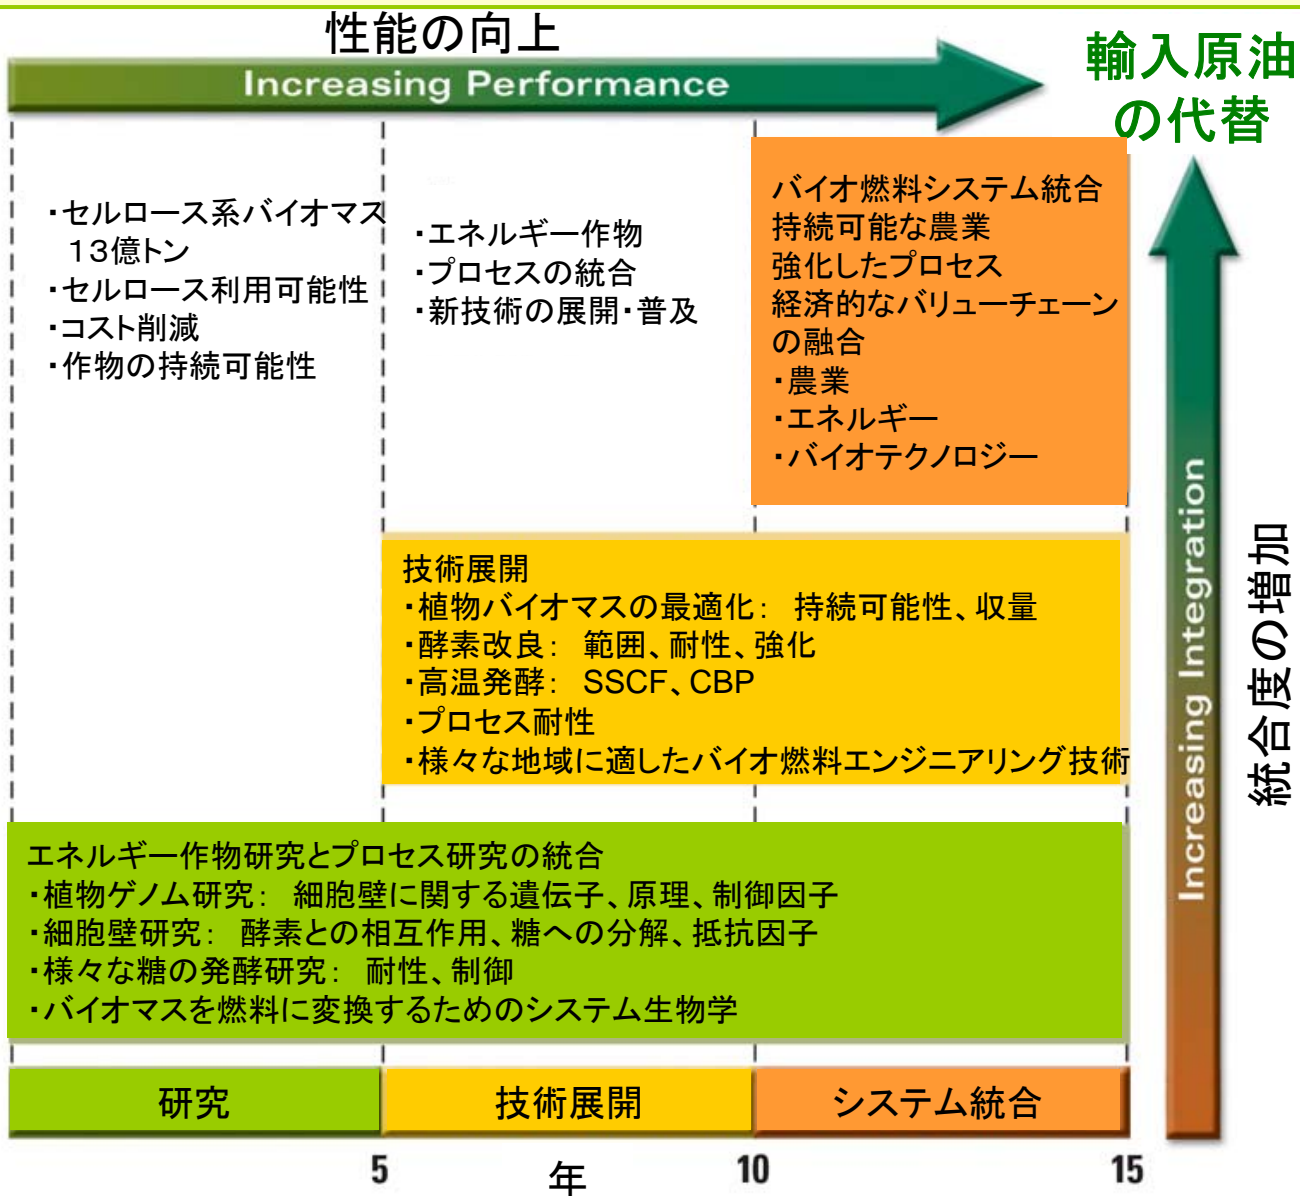 性能の向上
Increasing Performance
輸入原油
の代替
・セルロース系バイオマス
13億トン
・セルロース利用可能性
・コスト削減
・作物の持続可能性
・エネルギー作物
・プロセスの統合
・新技術の展開・普及
バイオ燃料システム統合
持続可能な農業
強化したプロセス
経済的なバリューチェーン
の融合
・農業
・エネルギー
・バイオテクノロジー
技術展開
・植物バイオマスの最適化： 持続可能性、収量
・酵素改良： 範囲、耐性、強化
・高温発酵： SSCF、CBP
・プロセス耐性
・様々な地域に適したバイオ燃料エンジニアリング技術
エネルギー作物研究とプロセス研究の統合
・植物ゲノム研究： 細胞壁に関する遺伝子、原理、制御因子
・細胞壁研究： 酵素との相互作用、糖への分解、抵抗因子
・様々な糖の発酵研究： 耐性、制御
・バイオマスを燃料に変換するためのシステム生物学
Increasing Integration
統合度の増加
研究
技術展開
システム統合
5
年
10
15